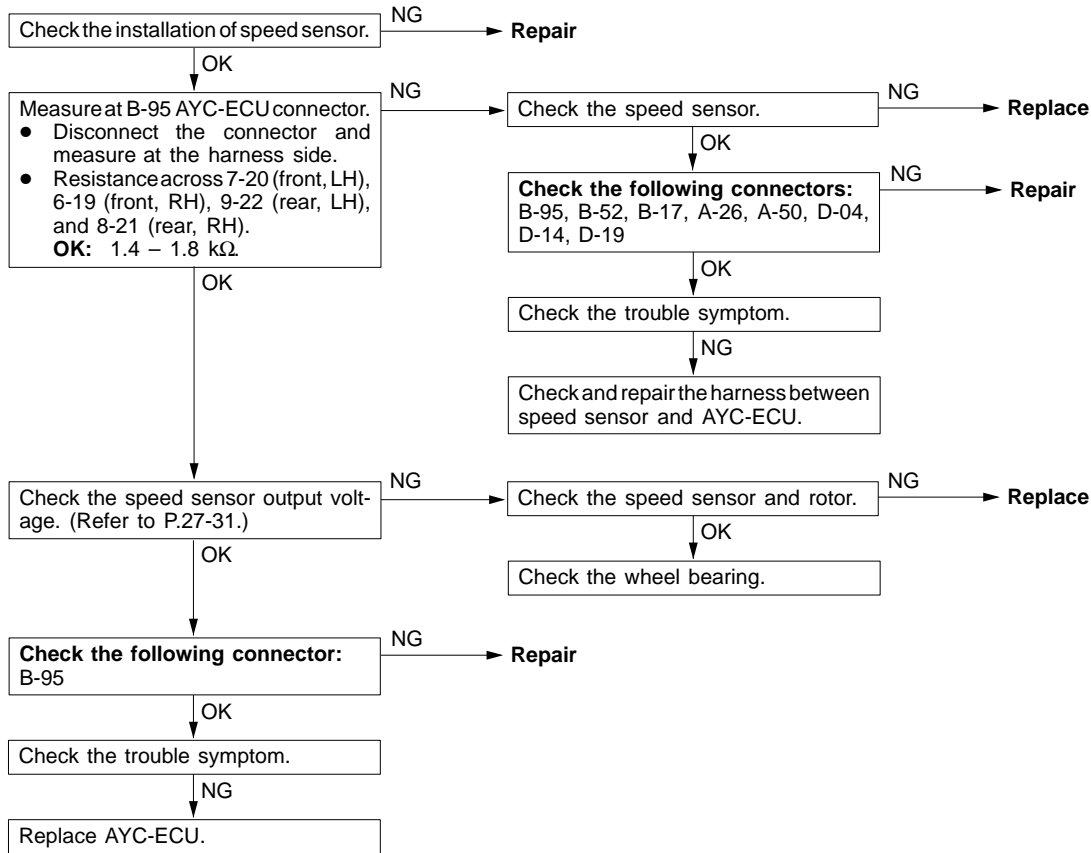 Check the installation of speed sensor.
NG
Repair
OK
Measure at B-95 AYC-ECU connector.
● Disconnect the connector and
measure at the harness side.
● Resistance across 7-20 (front, LH),
6-19 (front, RH), 9-22 (rear, LH),
and 8-21 (rear, RH).
OK: 1.4 – 1.8 kΩ.
NG
Check the speed sensor.
NG
Replace
OK
Check the following connectors:
B-95, B-52, B-17, A-26, A-50, D-04,
D-14, D-19
NG
Repair
OK
Check the trouble symptom.
NG
Check and repair the harness between
speed sensor and AYC-ECU.
OK
Check the speed sensor output volt-
age. (Refer to P.27-31.)
NG
Check the speed sensor and rotor.
NG
Replace
OK
Check the wheel bearing.
OK
Check the following connector:
B-95
NG
Repair
OK
Check the trouble symptom.
NG
Replace AYC-ECU.